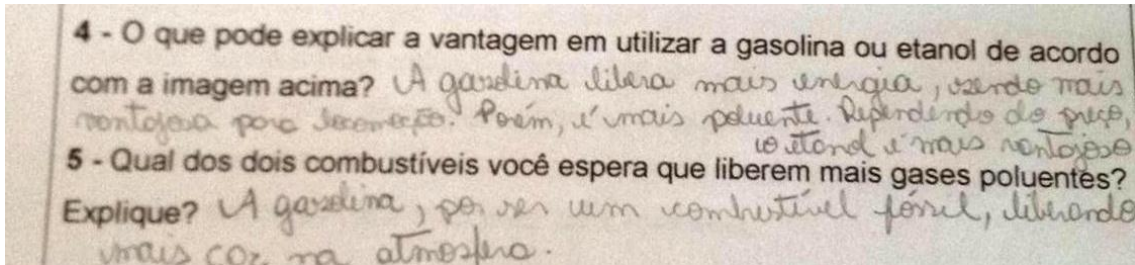 4 - O que pode explicar a vantagem em utilizar a gasolina ou etanol de acordo
com a imagem acima? A gasolina libera mais energia, sendo mais
vantajosa para locomoção. Porém, é mais poluente. Dependendo do preço,
o etanol é mais vantajoso
5 - Qual dos dois combustíveis você espera que liberem mais gases poluentes?
Explique? A gasolina, por ser um combustível fóssil, liberando
mais CO2 na atmosfera.